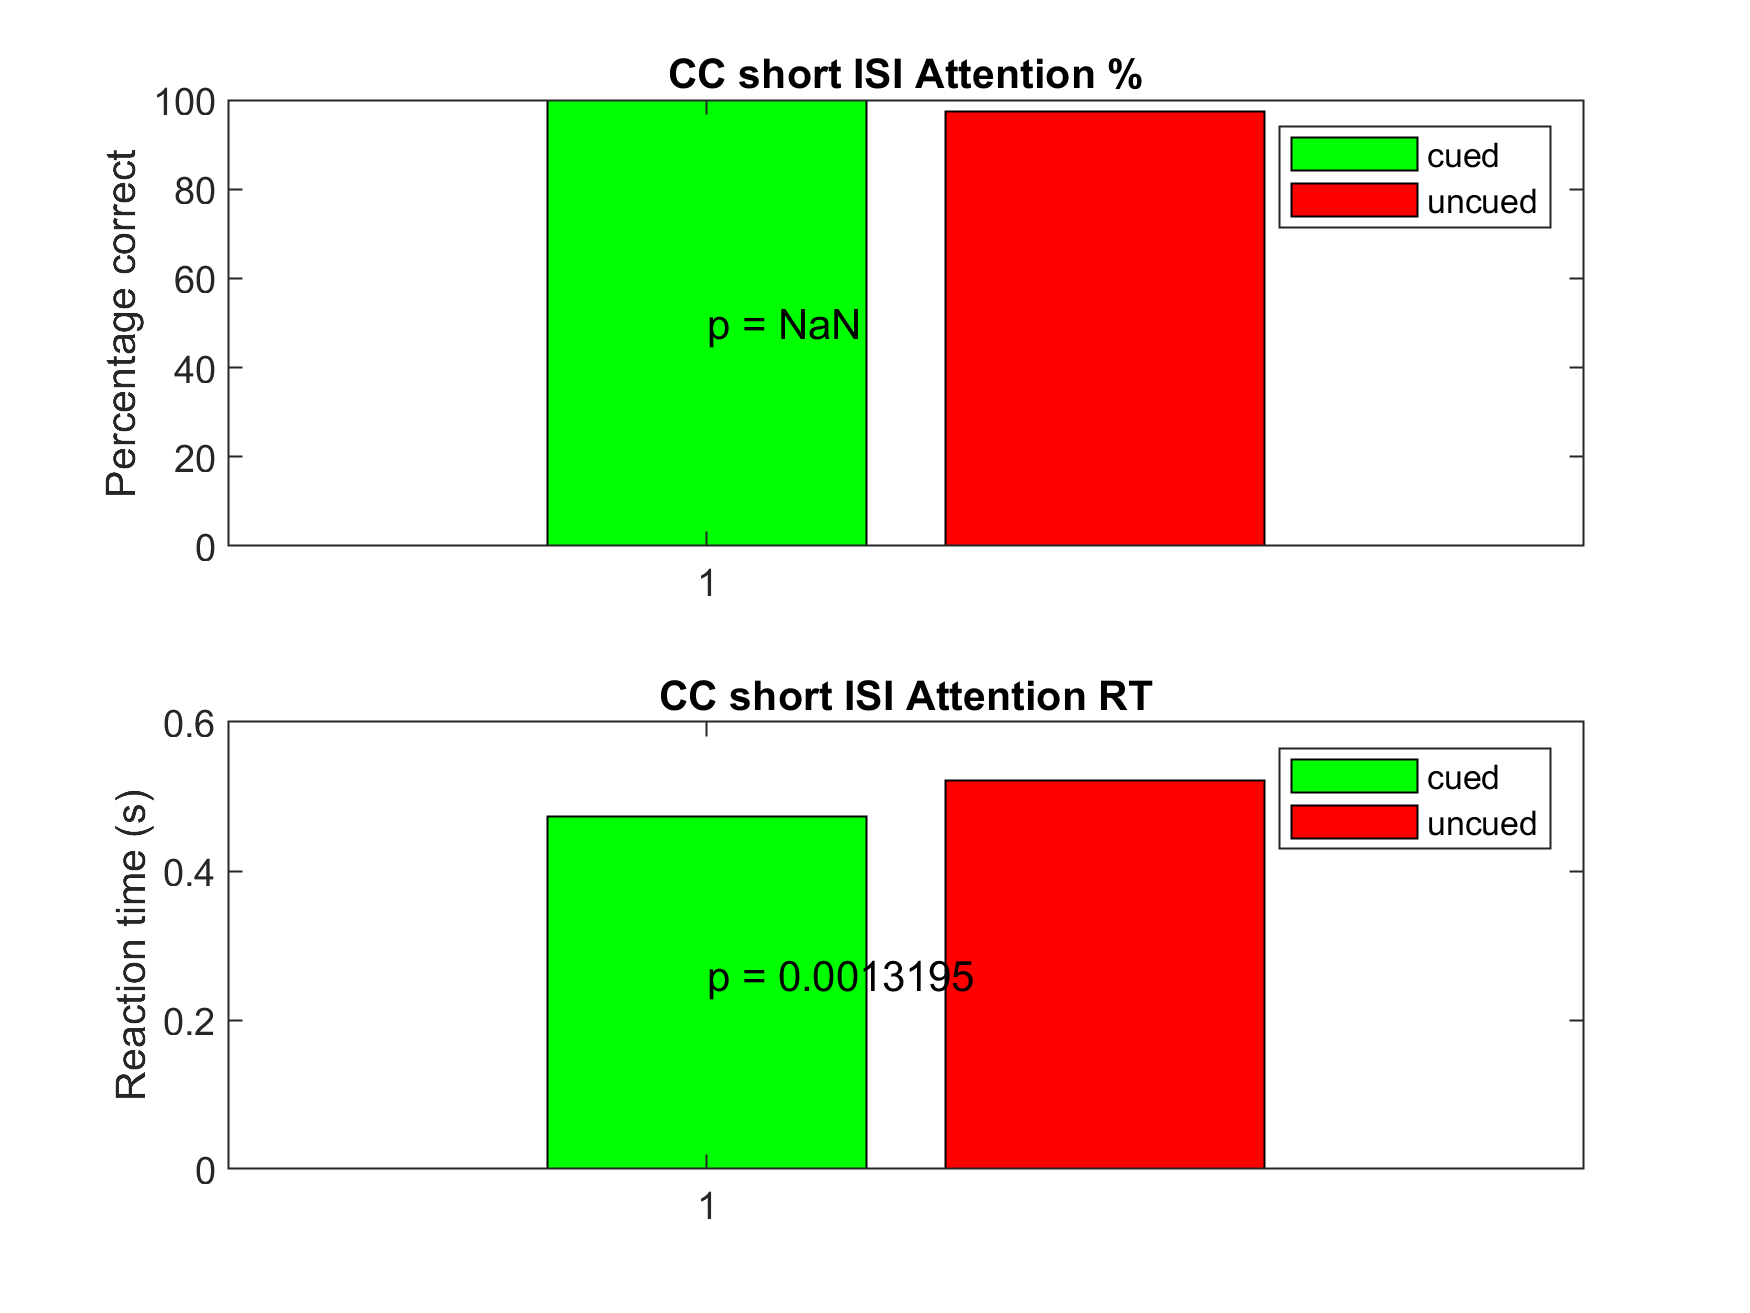 CC short ISI Attention %
Percentage correct
100
80
60
40
20
0
p = NaN
cued
uncued
1
CC short ISI Attention RT
Reaction time (s)
0.6
0.4
0.2
0
p = 0.0013195
cued
uncued
1